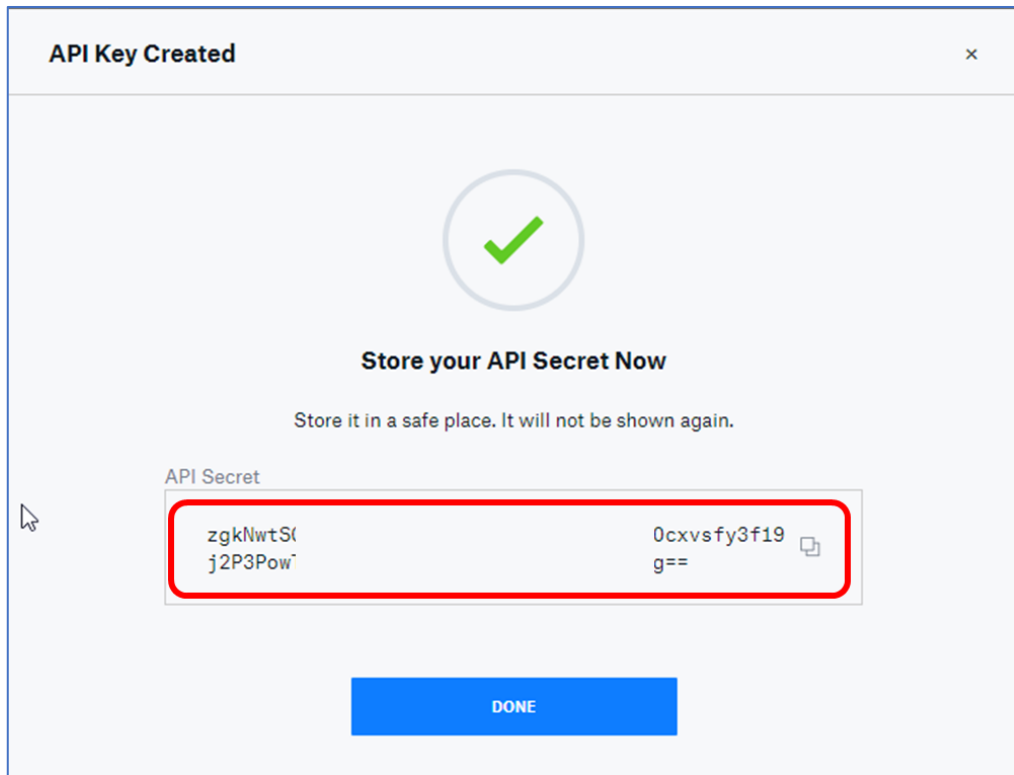 API Key Created ×
Store your API Secret Now
Store it in a safe place. It will not be shown again.
API Secret
zgkNwtS 0cxvsfy3f19
j2P3Pow g==
DONE